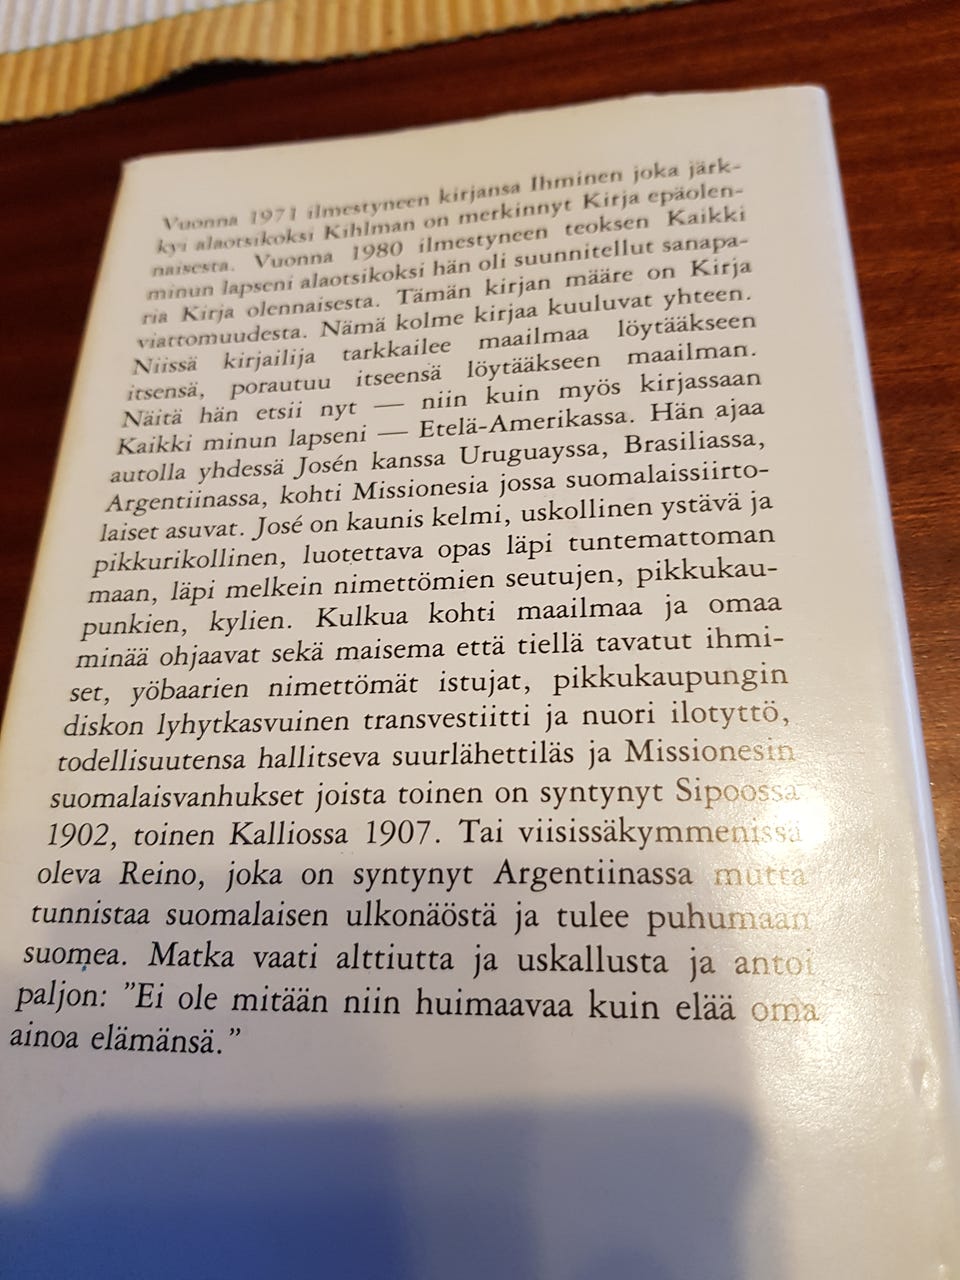 Vuonna 1971 ilmestyneen kirjansa Ihminen joka järk-
kyi alaotsikoksi Kihlman on merkinnyt Kirja epäolen-
naisesta. Vuonna 1980 ilmestyneen teoksen Kaikki
minun lapseni alaotsikoksi hän oli suunnitellut sanapa-
ria Kirja olennaisesta. Tämän kirjan määre on Kirja
viattomuudesta. Nämä kolme kirjaa kuuluvat yhteen.
Niissä kirjailija tarkkailee maailmaa löytääkseen
itsensä, porautuu itseensä löytääkseen maailman.
Näitä hän etsii nyt — niin kuin myös kirjassaan
Kaikki minun lapseni — Etelä-Amerikassa. Hän ajaa
autolla yhdessä Josén kanssa Uruguayssa, Brasiliassa,
Argentiinassa, kohti Missionesia jossa suomalaissiirto-
laiset asuvat. José on kaunis kelmi, uskollinen ystävä ja
pikkurikollinen, luotettava opas läpi tuntemattoman
maan, läpi melkein nimettömien seutujen, pikkukau-
punkien, kylien. Kulkua kohti maailmaa ja omaa
minää ohjaavat sekä maisema että tiellä tavatut ihmi-
set, yöbaarien nimettömät istujat, pikkukaupungin
diskon lyhytkasvuinen transvestiitti ja nuori ilotyttö,
todellisuutensa hallitseva suurlähettiläs ja Missionesin
suomalaisvanhukset joista toinen on syntynyt Sipoossa
1902, toinen Kalliossa 1907. Tai viisissäkymmenissä
oleva Reino, joka on syntynyt Argentiinassa mutta
tunnistaa suomalaisen ulkonäöstä ja tulee puhumaan
suomea. Matka vaati alttiutta ja uskallusta ja antoi
paljon: ”Ei ole mitään niin huimaavaa kuin elää oma
ainoa elämänsä.”